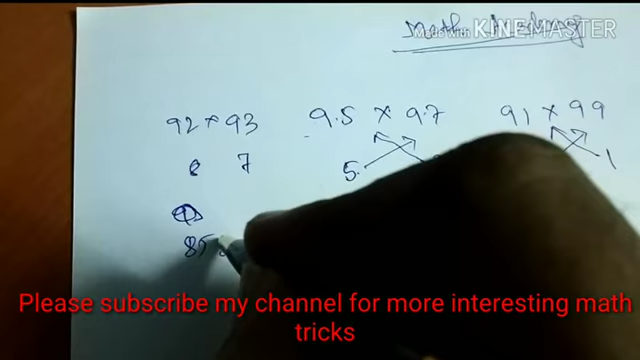 Math
Made with KINEMASTER
92 × 93 9.5 × 9.7 91 × 99
8 7 5. 1
85
Please subscribe my channel for more interesting math
tricks